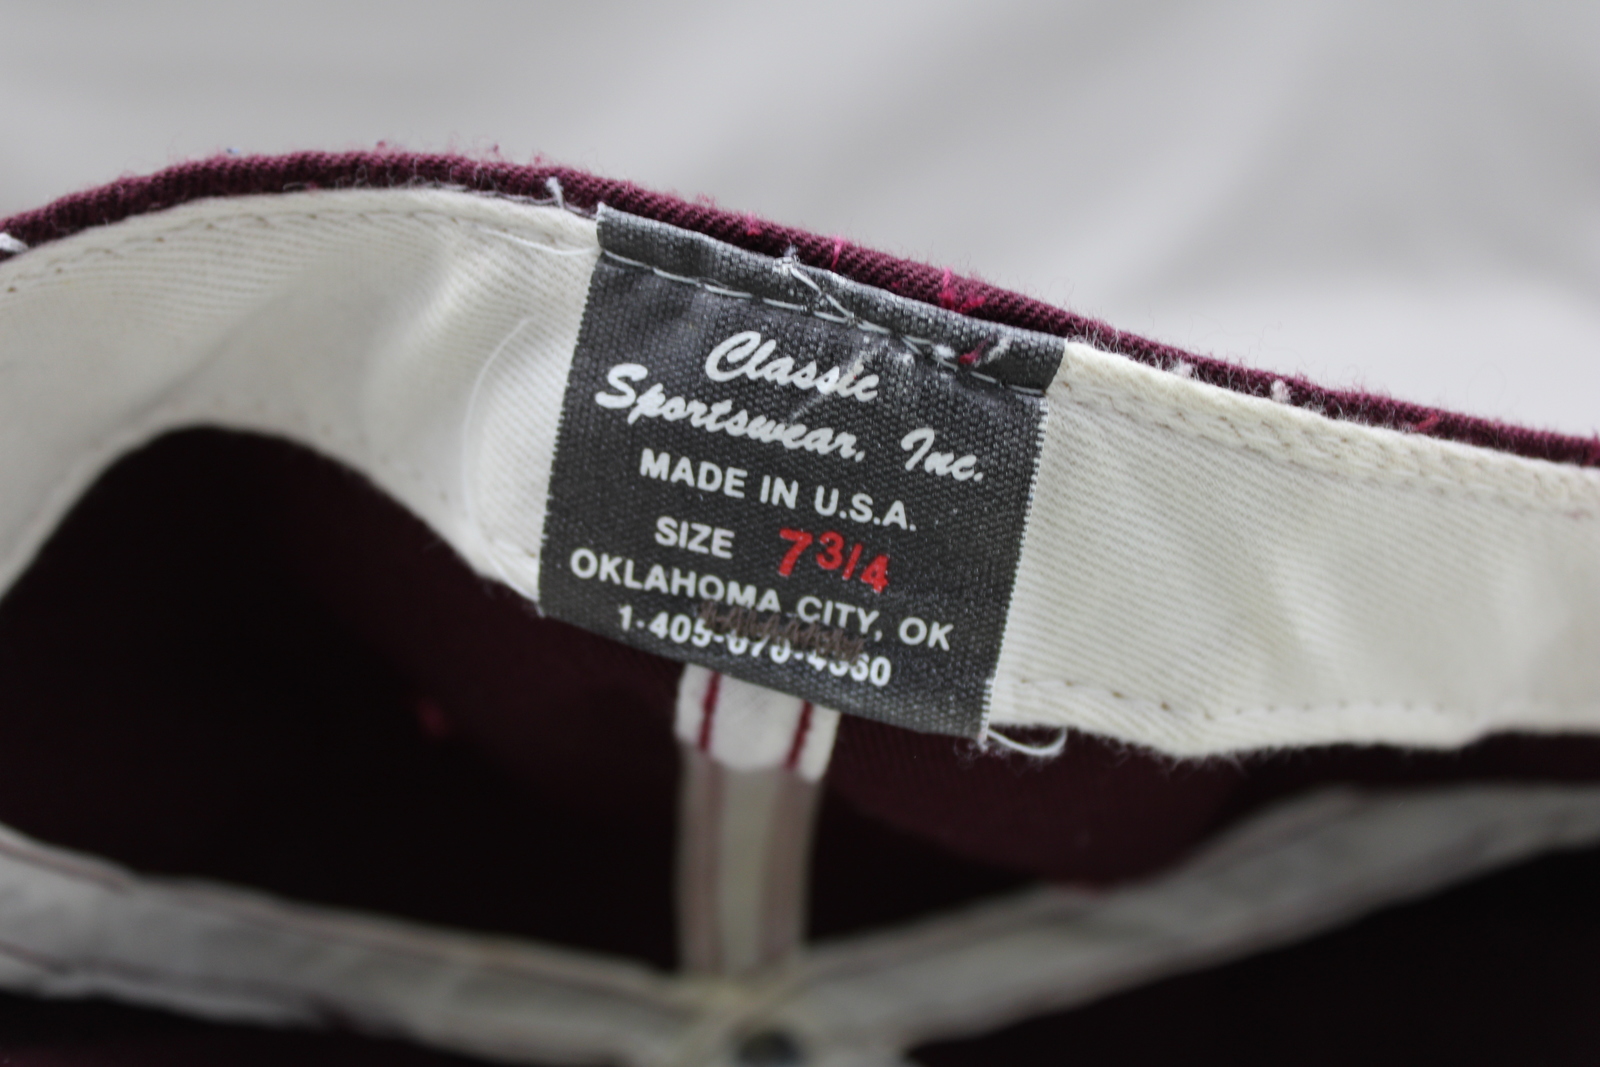 Classic
Sportswear, Inc.
MADE IN U.S.A.
SIZE 7 3/4
OKLAHOMA CITY, OK